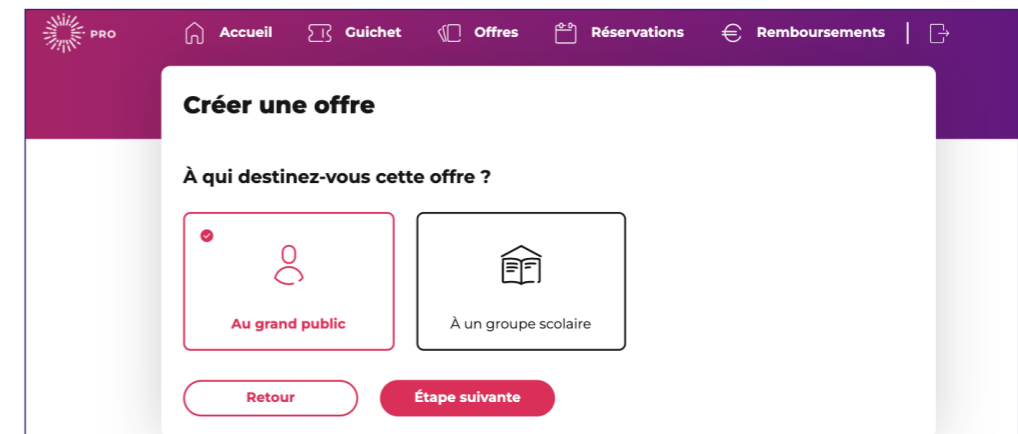 PRO Accueil Guichet Offres Réservations Remboursements
Créer une offre
À qui destinez-vous cette offre ?
Au grand public À un groupe scolaire
Retour Étape suivante